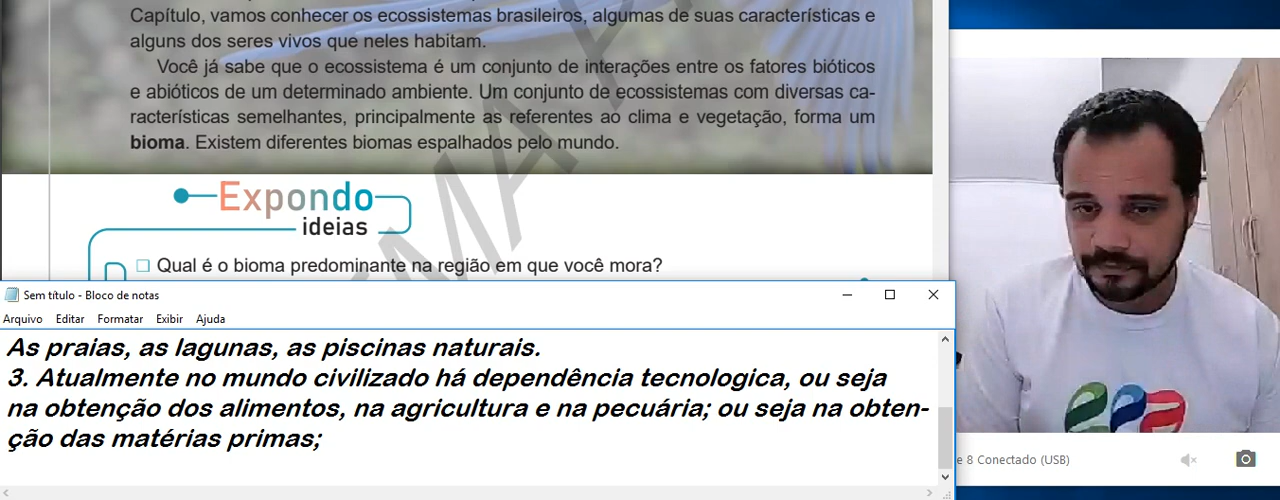 Capítulo, vamos conhecer os ecossistemas brasileiros, algumas de suas características e
alguns dos seres vivos que neles habitam.
Você já sabe que o ecossistema é um conjunto de interações entre os fatores bióticos
e abióticos de um determinado ambiente. Um conjunto de ecossistemas com diversas ca-
racterísticas semelhantes, principalmente as referentes ao clima e vegetação, forma um
bioma. Existem diferentes biomas espalhados pelo mundo.
Expondo
ideias
Qual é o bioma predominante na região em que você mora?
Sem título - Bloco de notas
Arquivo Editar Formatar Exibir Ajuda
As praias, as lagunas, as piscinas naturais.
3. Atualmente no mundo civilizado há dependência tecnologica, ou seja
na obtenção dos alimentos, na agricultura e na pecuária; ou seja na obten-
ção das matérias primas;
e 8 Conectado (USB)